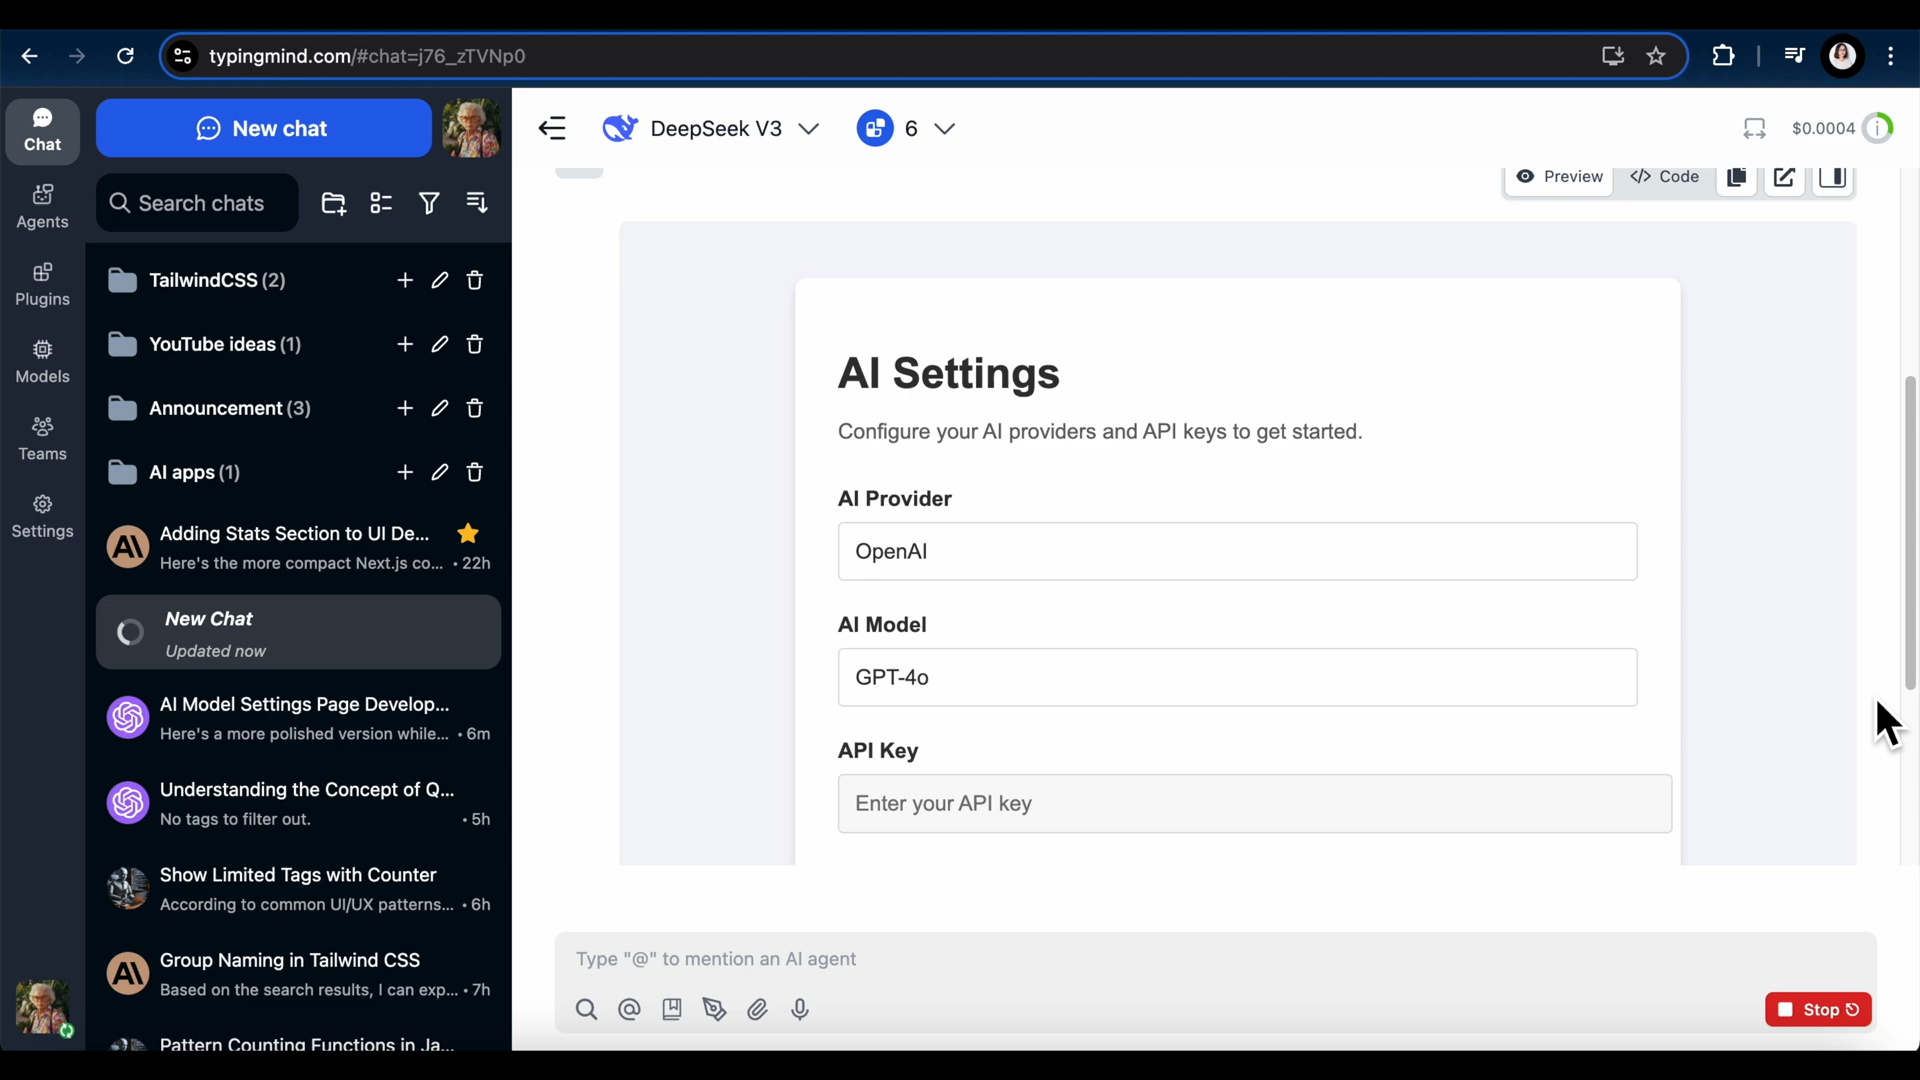 typingmind.com/#chat=j76_zTVNp0
Chat
New chat
DeepSeek V3
6
$0.0004
Preview
</> Code
Search chats
Agents
Plugins
Models
Teams
Settings
TailwindCSS (2)
YouTube ideas (1)
Announcement (3)
AI apps (1)
Adding Stats Section to UI De...
Here's the more compact Next.js co... • 22h
New Chat
Updated now
AI Model Settings Page Develop...
Here's a more polished version while... • 6m
Understanding the Concept of Q...
No tags to filter out. • 5h
Show Limited Tags with Counter
According to common UI/UX patterns... • 6h
Group Naming in Tailwind CSS
Based on the search results, I can exp... • 7h
Pattern Counting Functions in Ja...
AI Settings
Configure your AI providers and API keys to get started.
AI Provider
OpenAI
AI Model
GPT-4o
API Key
Enter your API key
Type "@" to mention an AI agent
Stop